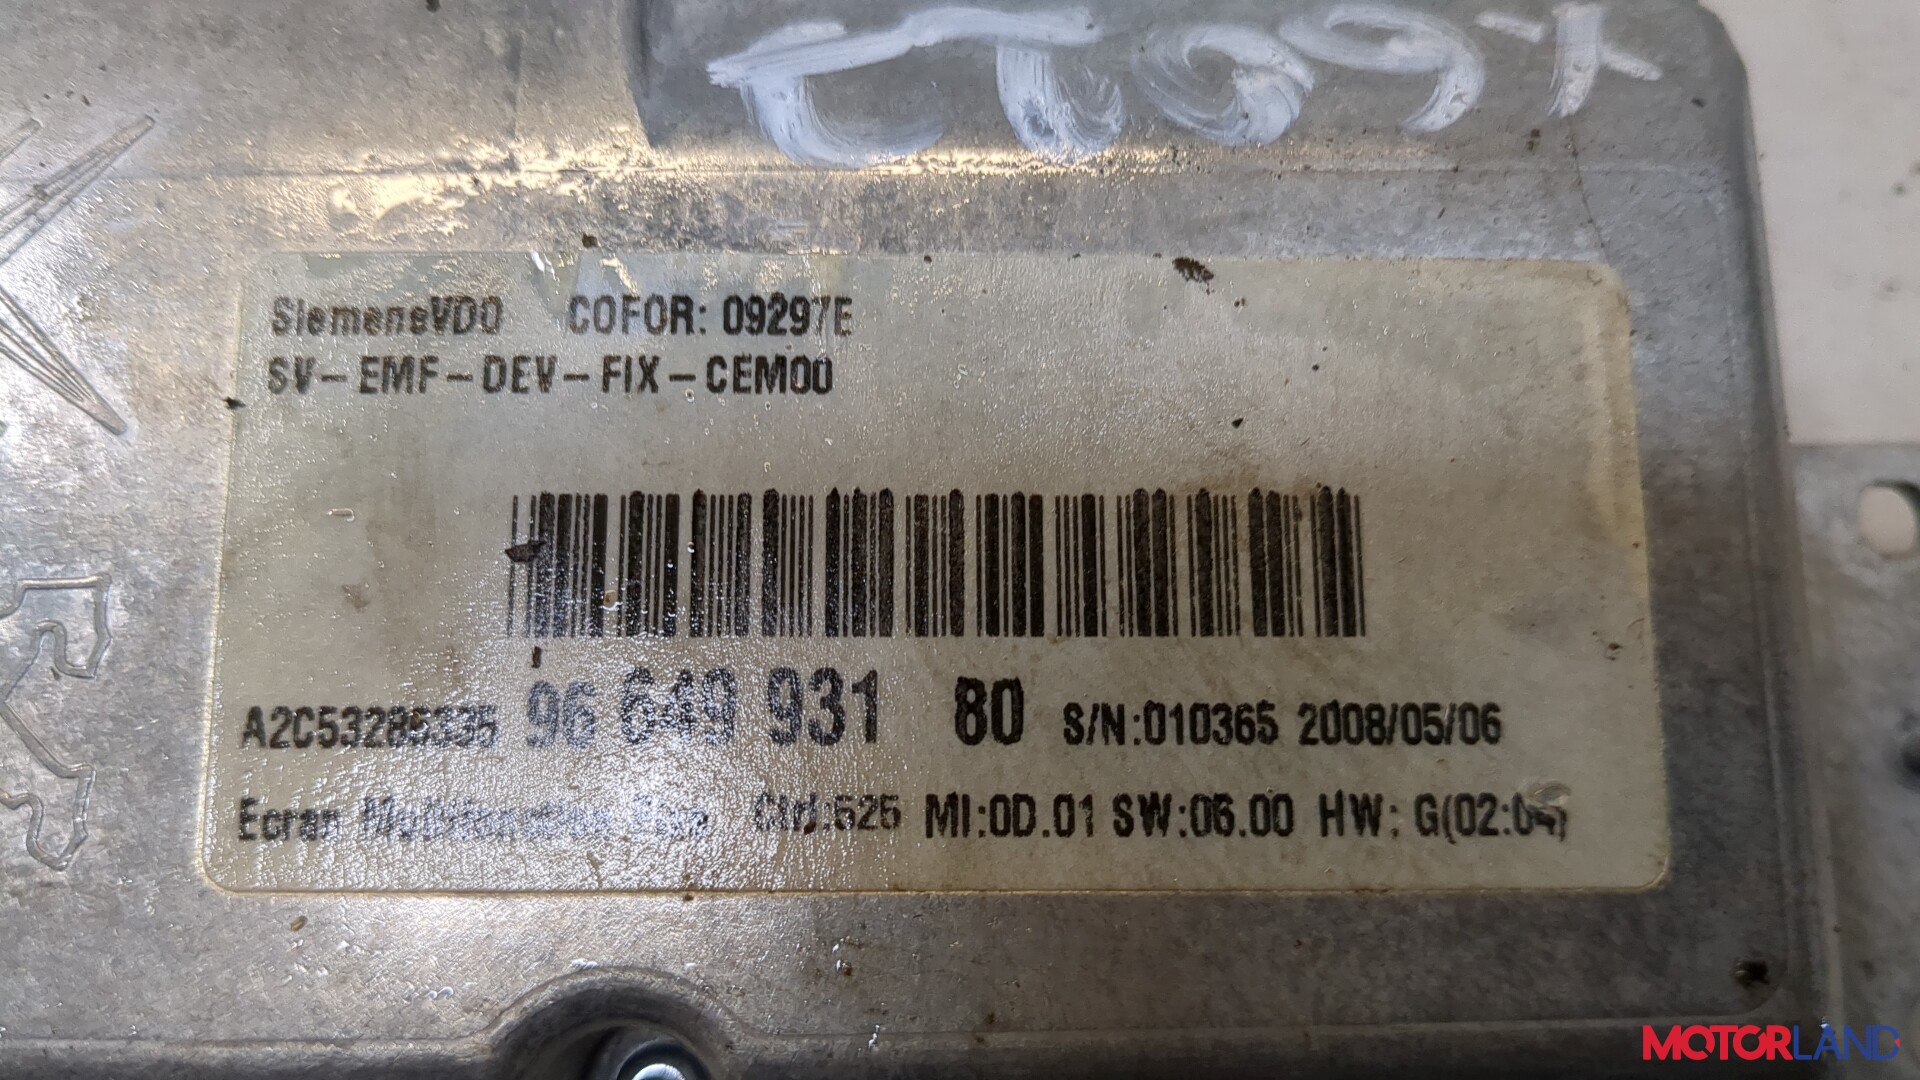 SiemensVDO COFOR: 09297E
SV-EMF-DEV-FIX-CEM00
A2C53286335 96 649 931 80 S/N:010365 2008/05/06
Ecran Ctrl:525 MI:0D.01 SW:06.00 HW: G(02:04)
MOTORLAND